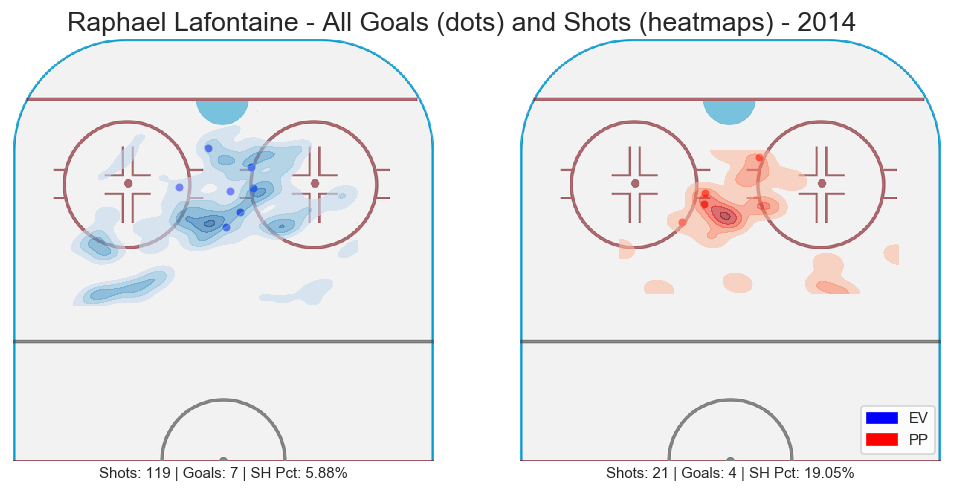 Raphael Lafontaine - All Goals (dots) and Shots (heatmaps) - 2014
EV
PP
Shots: 119 | Goals: 7 | SH Pct: 5.88%
Shots: 21 | Goals: 4 | SH Pct: 19.05%